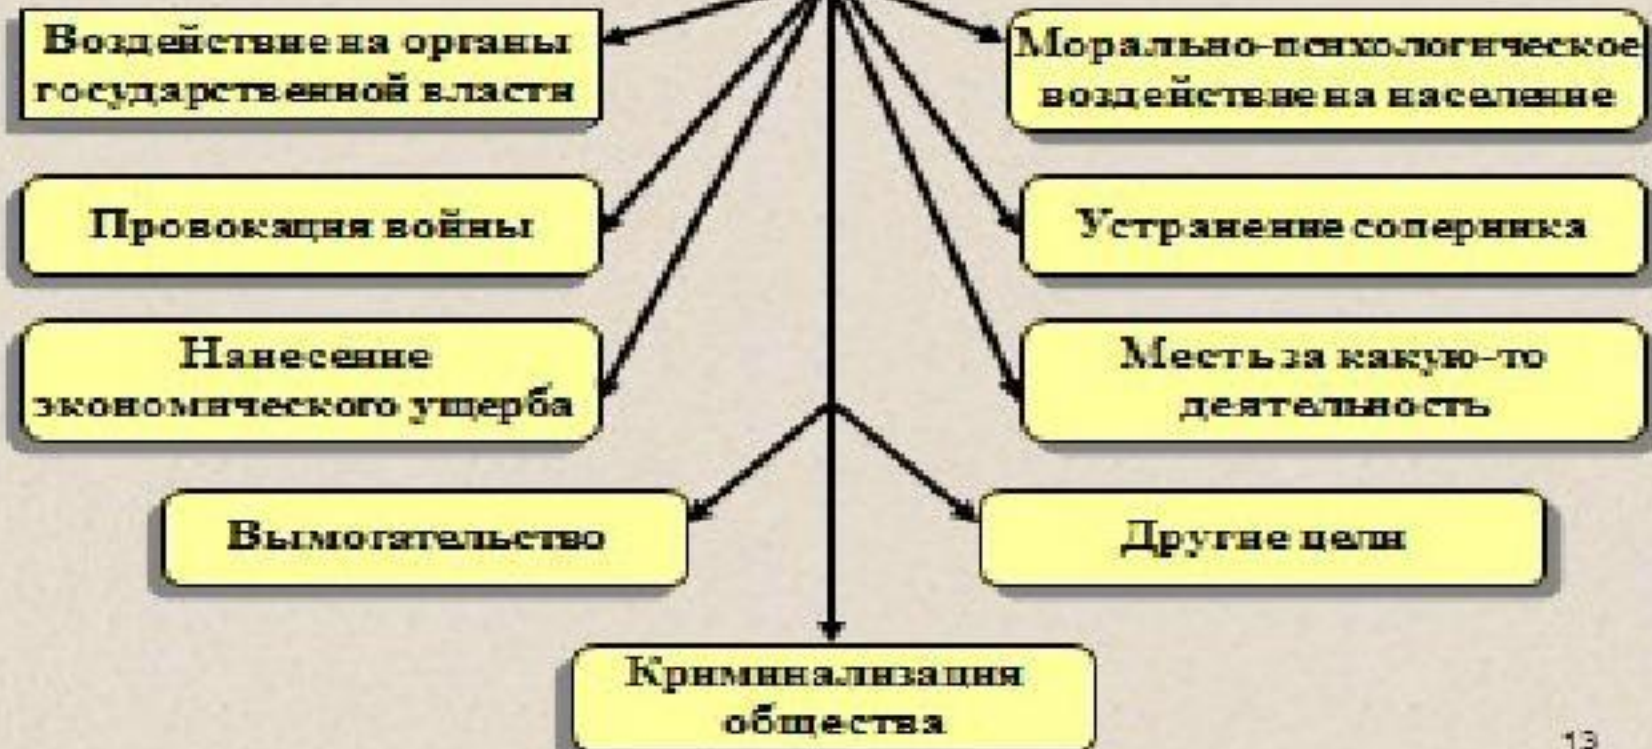 Воздействие на органы
государственной власти
Морально-психологическое
воздействие на население
Провокация войны
Устранение соперника
Нанесение
экономического ущерба
Месть за какую-то
деятельность
Вымогательство
Другие цели
Криминализация
общества
13